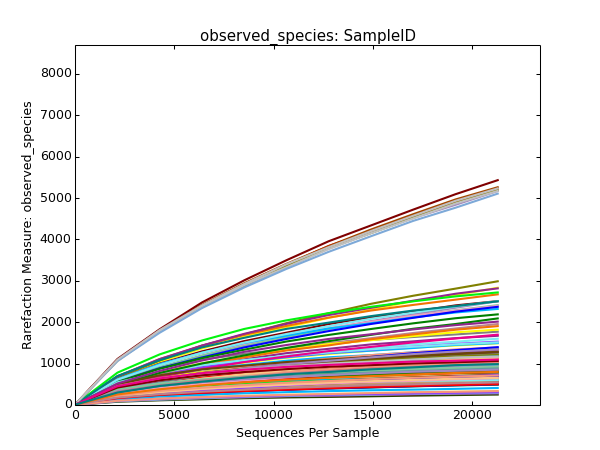 observed_species: SampleID
Rarefaction Measure: observed_species
8000
7000
6000
5000
4000
3000
2000
1000
0
0 5000 10000 15000 20000
Sequences Per Sample